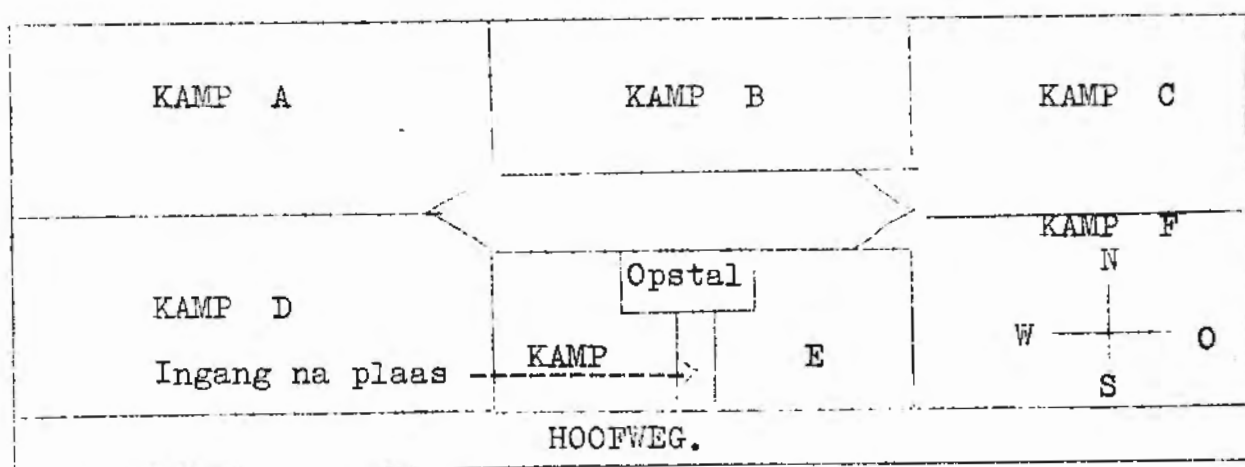 KAMP A KAMP B KAMP C
KAMP F
N
Opstal
KAMP D
W O
KAMP E
Ingang na plaas
S
HOOFWEG.